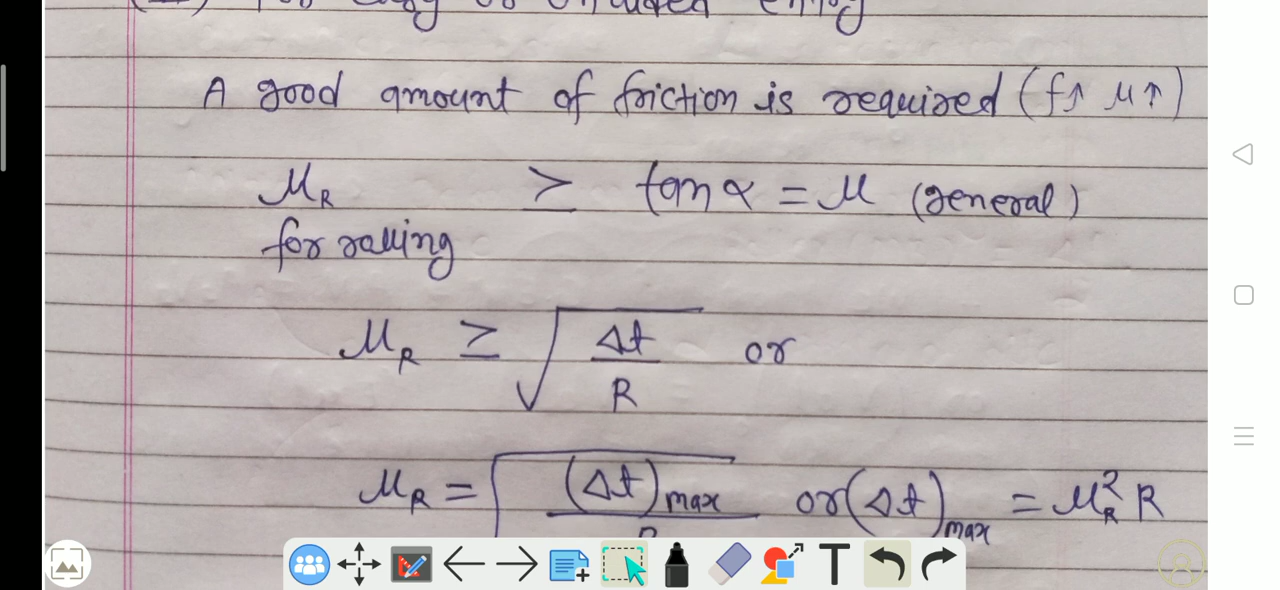 A good amount of friction is required (f↑ μ↑)
μR ≥ tan α = μ (general)
for rolling
μR ≥ √(Δt/R) or
μR = √((Δt)max/R) or (Δt)max = μR² R
T